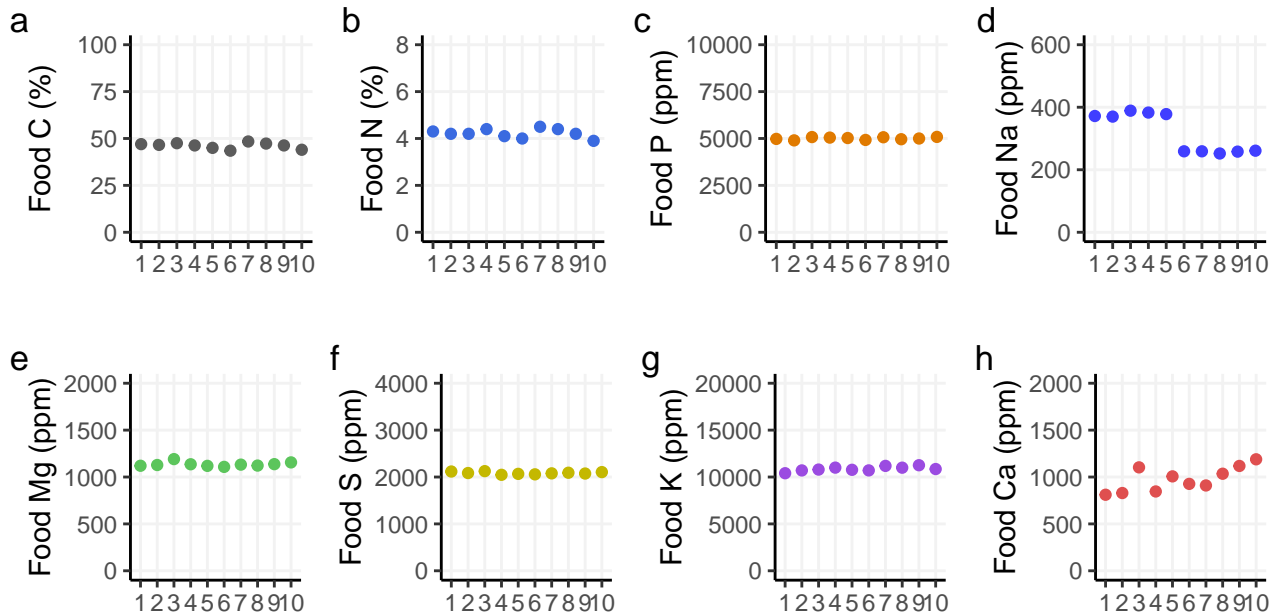 a
Food C (%)
100
75
50
25
0
1 2 3 4 5 6 7 8 9 10
b
Food N (%)
8
6
4
2
0
1 2 3 4 5 6 7 8 9 10
c
Food P (ppm)
10000
7500
5000
2500
0
1 2 3 4 5 6 7 8 9 10
d
Food Na (ppm)
600
400
200
0
1 2 3 4 5 6 7 8 9 10
e
Food Mg (ppm)
2000
1500
1000
500
0
1 2 3 4 5 6 7 8 9 10
f
Food S (ppm)
4000
3000
2000
1000
0
1 2 3 4 5 6 7 8 9 10
g
Food K (ppm)
20000
15000
10000
5000
0
1 2 3 4 5 6 7 8 9 10
h
Food Ca (ppm)
2000
1500
1000
500
0
1 2 3 4 5 6 7 8 9 10